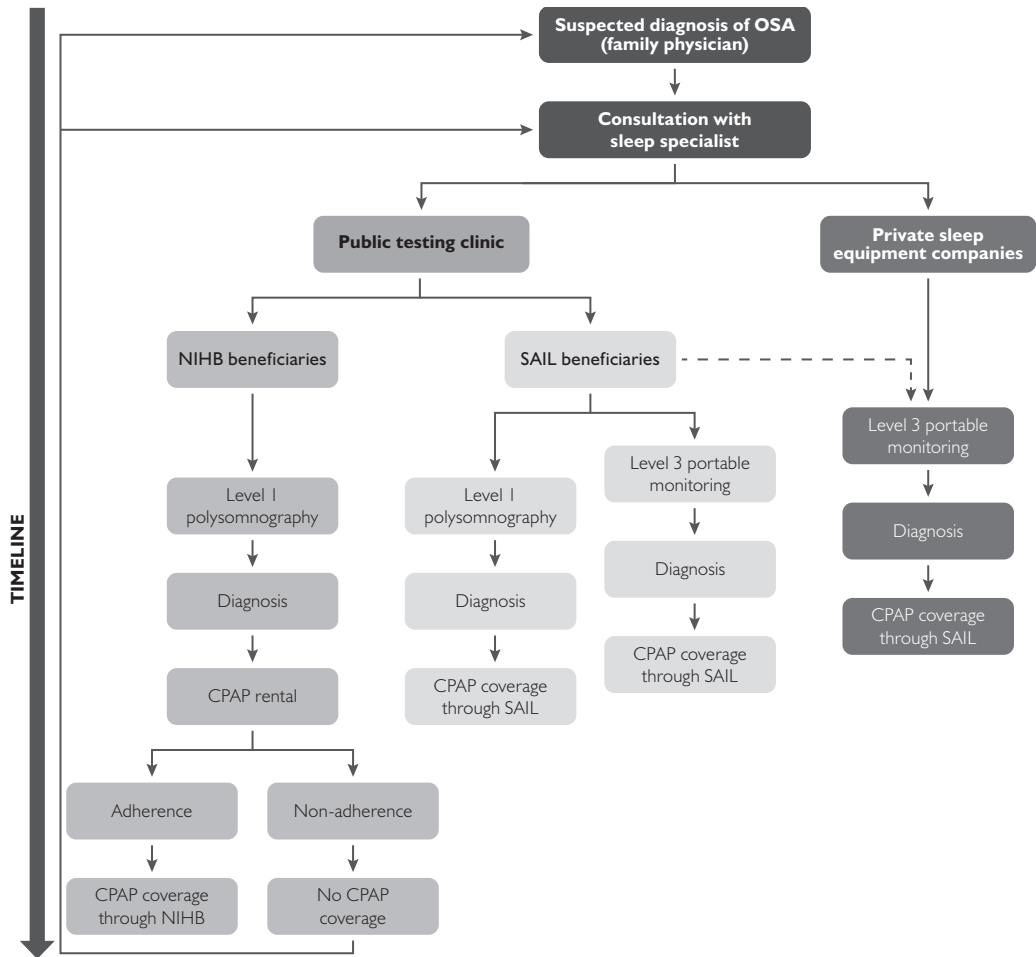 Suspected diagnosis of OSA
(family physician)
Consultation with
sleep specialist
Public testing clinic
Private sleep
equipment companies
NIHB beneficiaries
SAIL beneficiaries
Level 3 portable
monitoring
Level 3 portable
monitoring
Level 1
polysomnography
Level 1
polysomnography
Diagnosis
Diagnosis
Diagnosis
Diagnosis
CPAP coverage
through SAIL
CPAP coverage
through SAIL
CPAP rental
CPAP coverage
through SAIL
Adherence
Non-adherence
CPAP coverage
through NIHB
No CPAP
coverage
TIMELINE